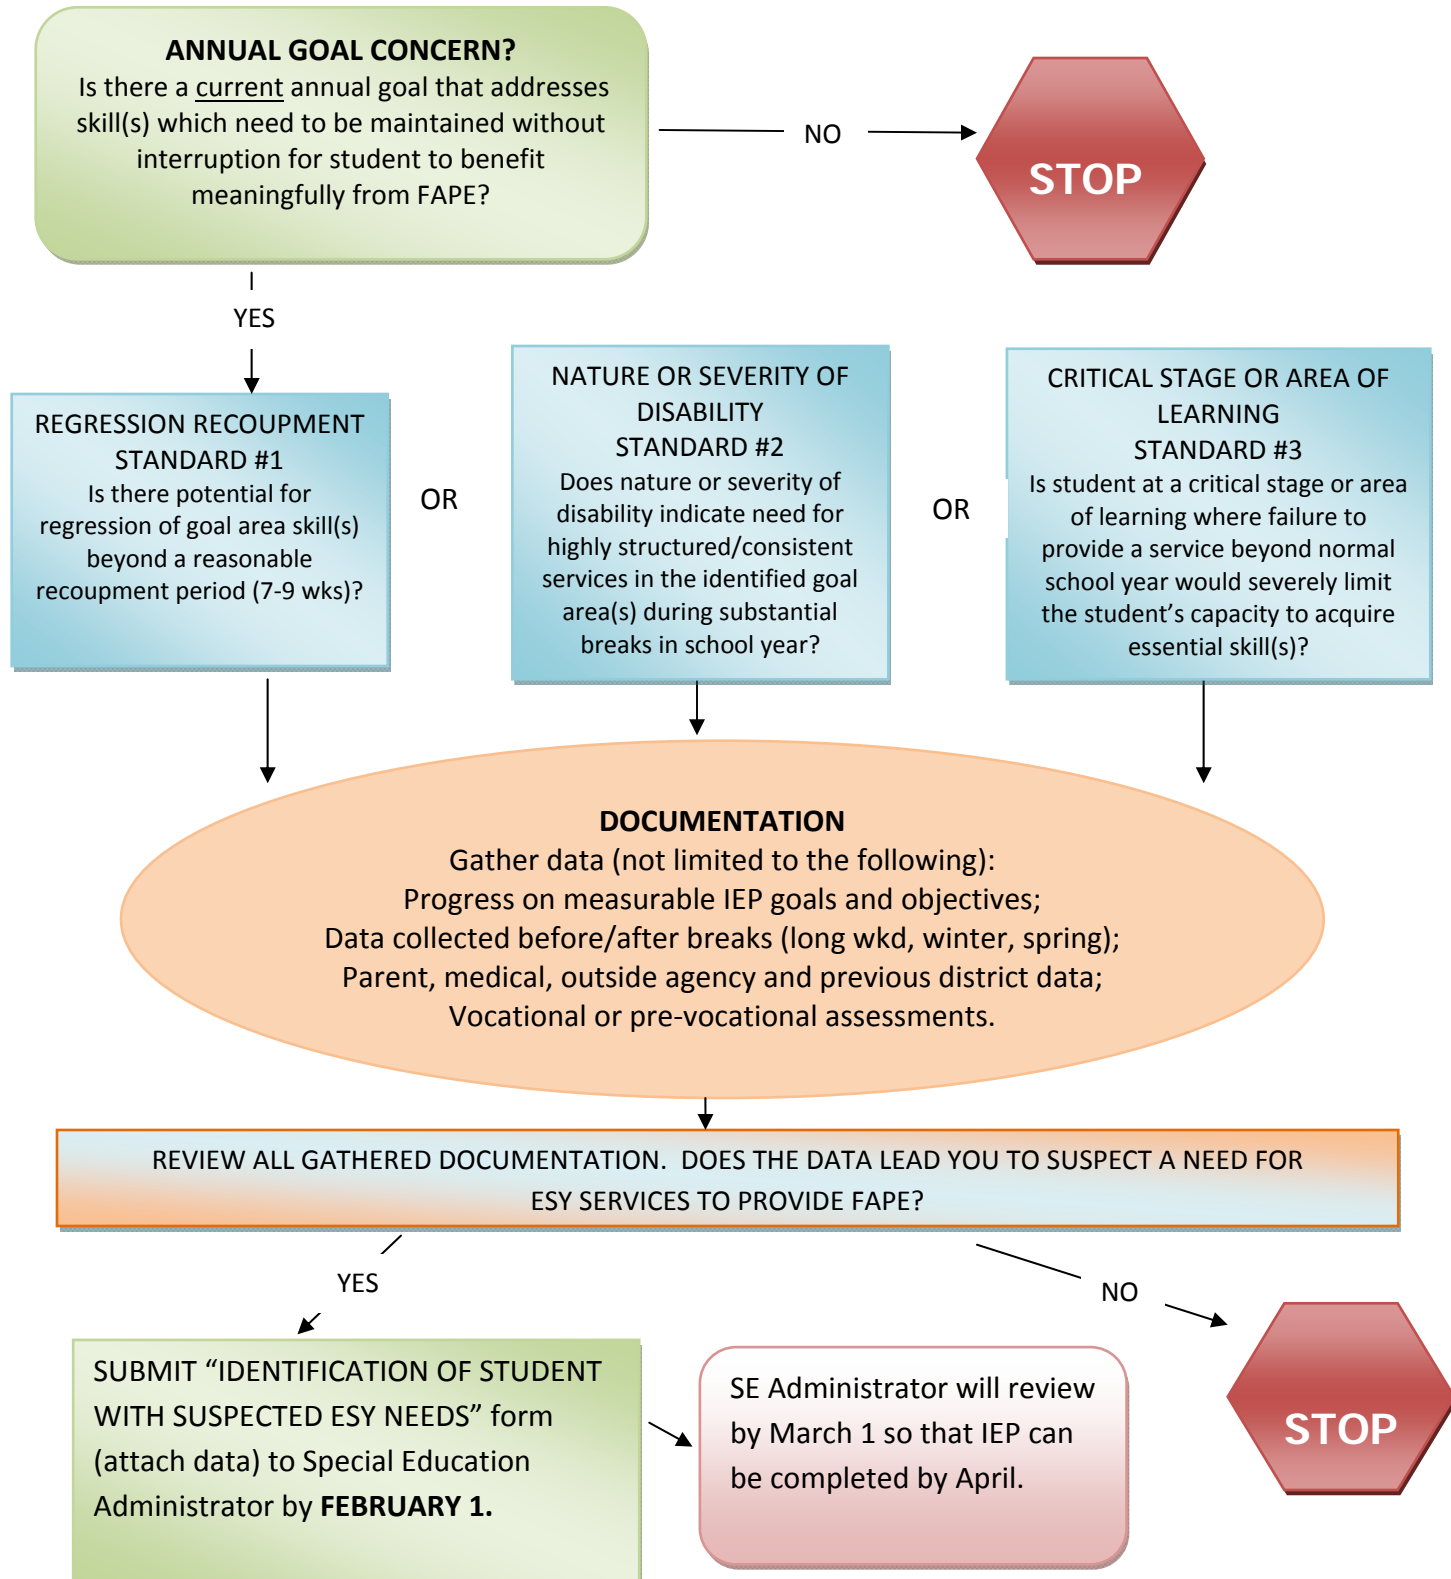 ANNUAL GOAL CONCERN?
Is there a current annual goal that addresses
skill(s) which need to be maintained without
interruption for student to benefit
meaningfully from FAPE?
NO
STOP
YES
REGRESSION RECOUPMENT
STANDARD #1
Is there potential for
regression of goal area skill(s)
beyond a reasonable
recoupment period (7-9 wks)?
OR
NATURE OR SEVERITY OF
DISABILITY
STANDARD #2
Does nature or severity of
disability indicate need for
highly structured/consistent
services in the identified goal
area(s) during substantial
breaks in school year?
OR
CRITICAL STAGE OR AREA OF
LEARNING
STANDARD #3
Is student at a critical stage or area
of learning where failure to
provide a service beyond normal
school year would severely limit
the student’s capacity to acquire
essential skill(s)?
DOCUMENTATION
Gather data (not limited to the following):
Progress on measurable IEP goals and objectives;
Data collected before/after breaks (long wkd, winter, spring);
Parent, medical, outside agency and previous district data;
Vocational or pre-vocational assessments.
REVIEW ALL GATHERED DOCUMENTATION.  DOES THE DATA LEAD YOU TO SUSPECT A NEED FOR
ESY SERVICES TO PROVIDE FAPE?
YES
NO
SUBMIT “IDENTIFICATION OF STUDENT
WITH SUSPECTED ESY NEEDS” form
(attach data) to Special Education
Administrator by FEBRUARY 1.
SE Administrator will review
by March 1 so that IEP can
be completed by April.
STOP